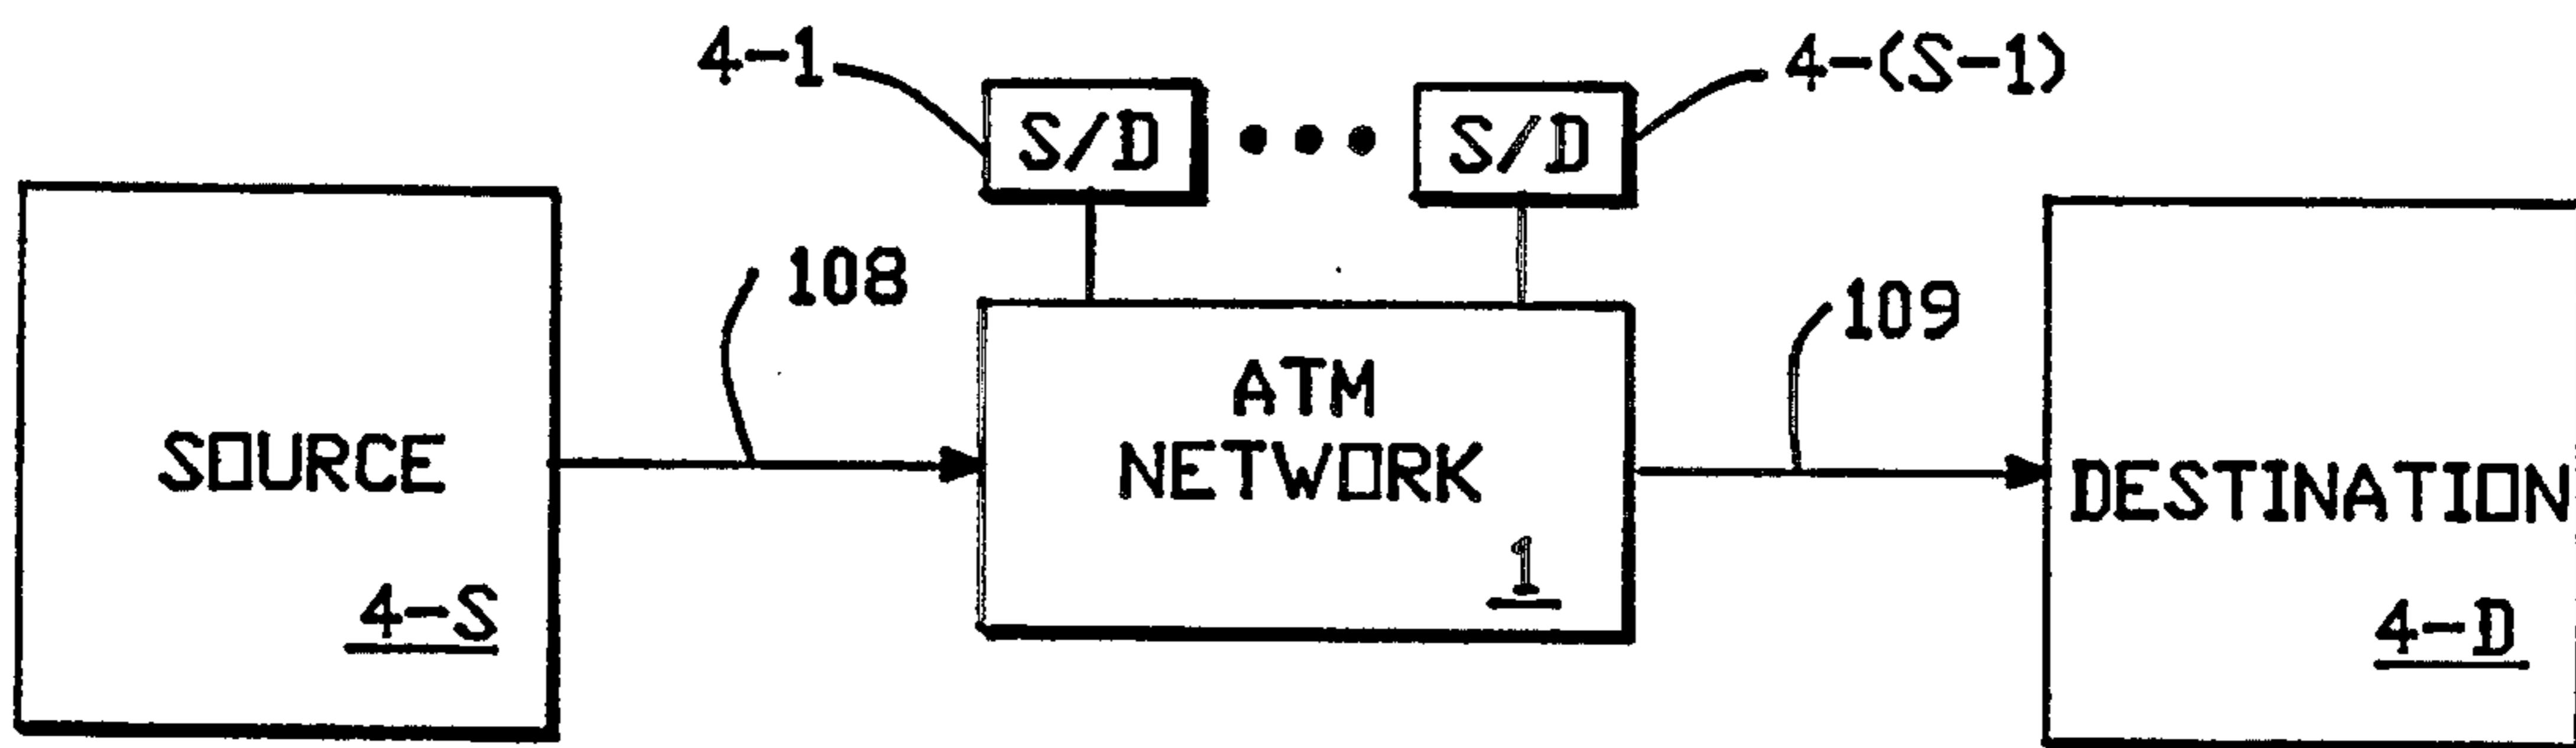 4-1
4-(S-1)
S/D
S/D
108
109
SOURCE
4-S
ATM
NETWORK
1
DESTINATION
4-D